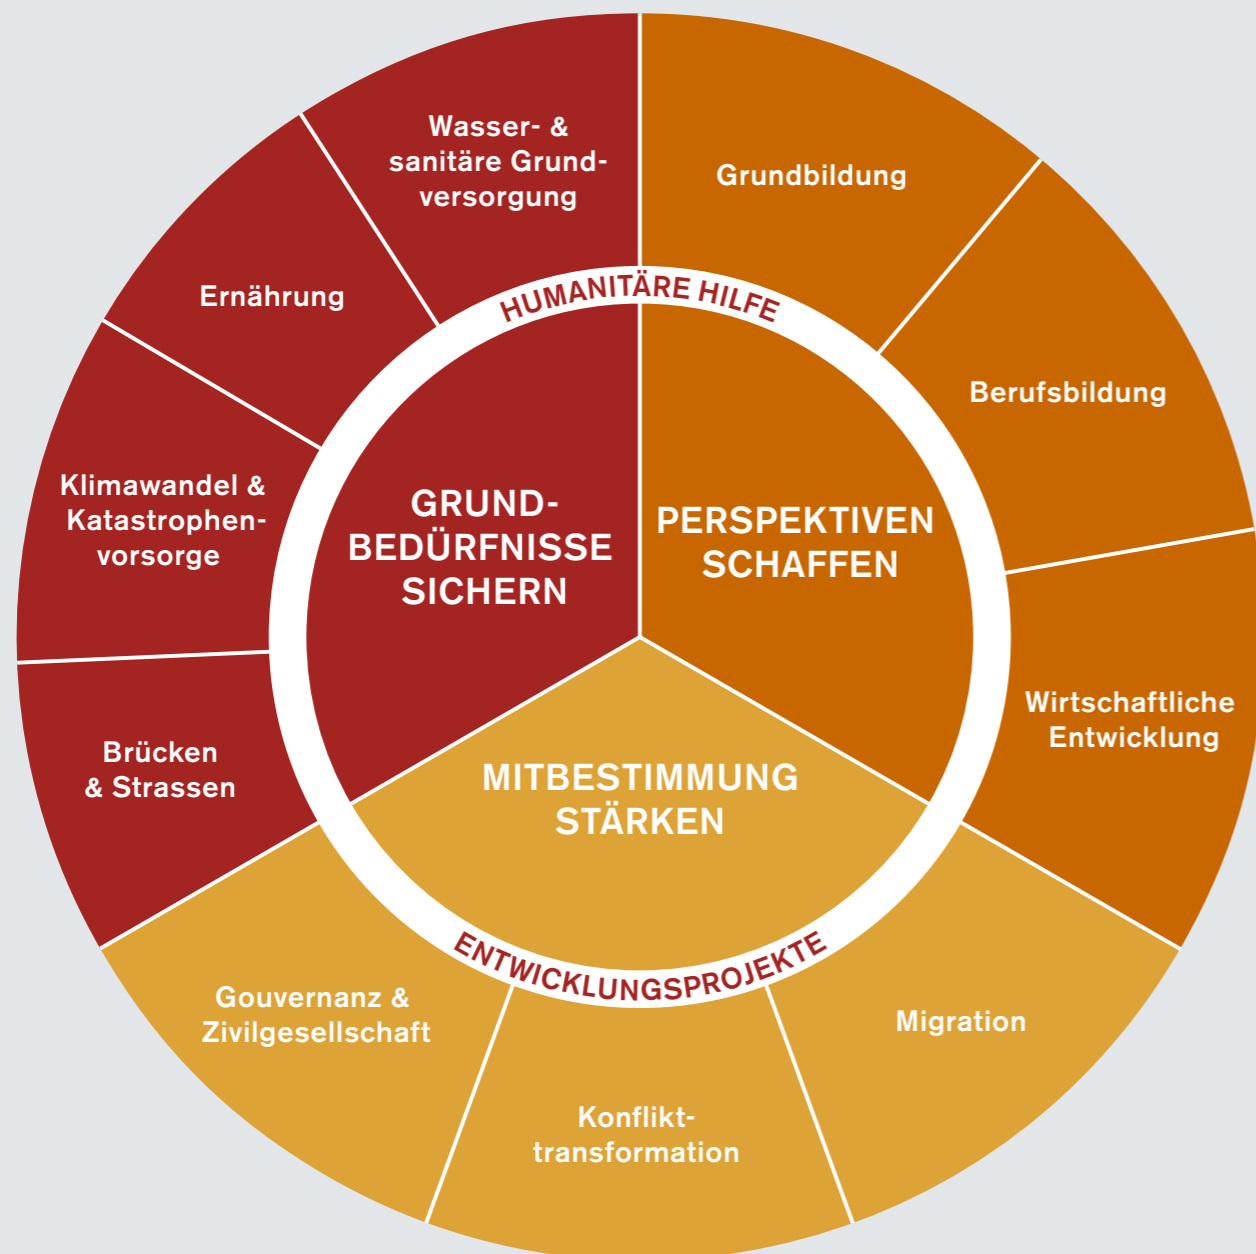 Wasser- &
sanitäre Grund-
versorgung
Grundbildung
Ernährung
HUMANITÄRE HILFE
Berufsbildung
Klimawandel &
Katastrophen-
vorsorge
GRUND-
BEDÜRFNISSE
SICHERN
PERSPEKTIVEN
SCHAFFEN
Wirtschaftliche
Entwicklung
Brücken
& Strassen
MITBESTIMMUNG
STÄRKEN
ENTWICKLUNGSPROJEKTE
Gouvernanz &
Zivilgesellschaft
Migration
Konflikt-
transformation